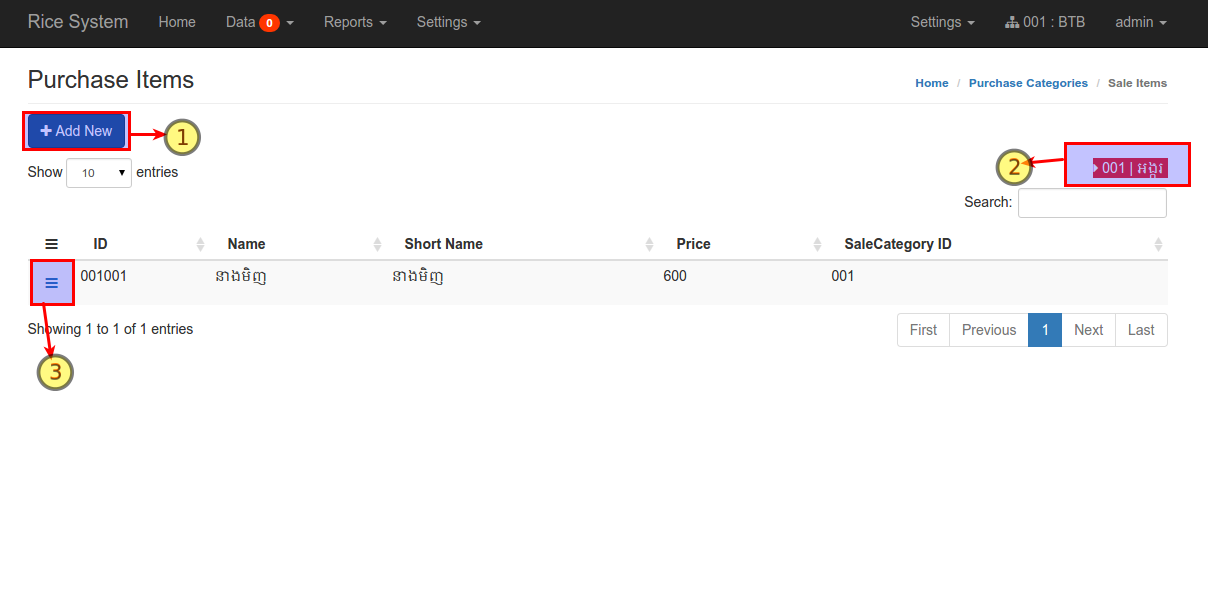 Rice System Home Data 0 Reports Settings Settings 001 : BTB admin
Purchase Items
Home / Purchase Categories / Sale Items
Add New
1
Show 10 entries
2
001 | អង្ករ
Search:
ID Name Short Name Price SaleCategory ID
001001 នាងមិញ នាងមិញ 600 001
Showing 1 to 1 of 1 entries
First Previous 1 Next Last
3